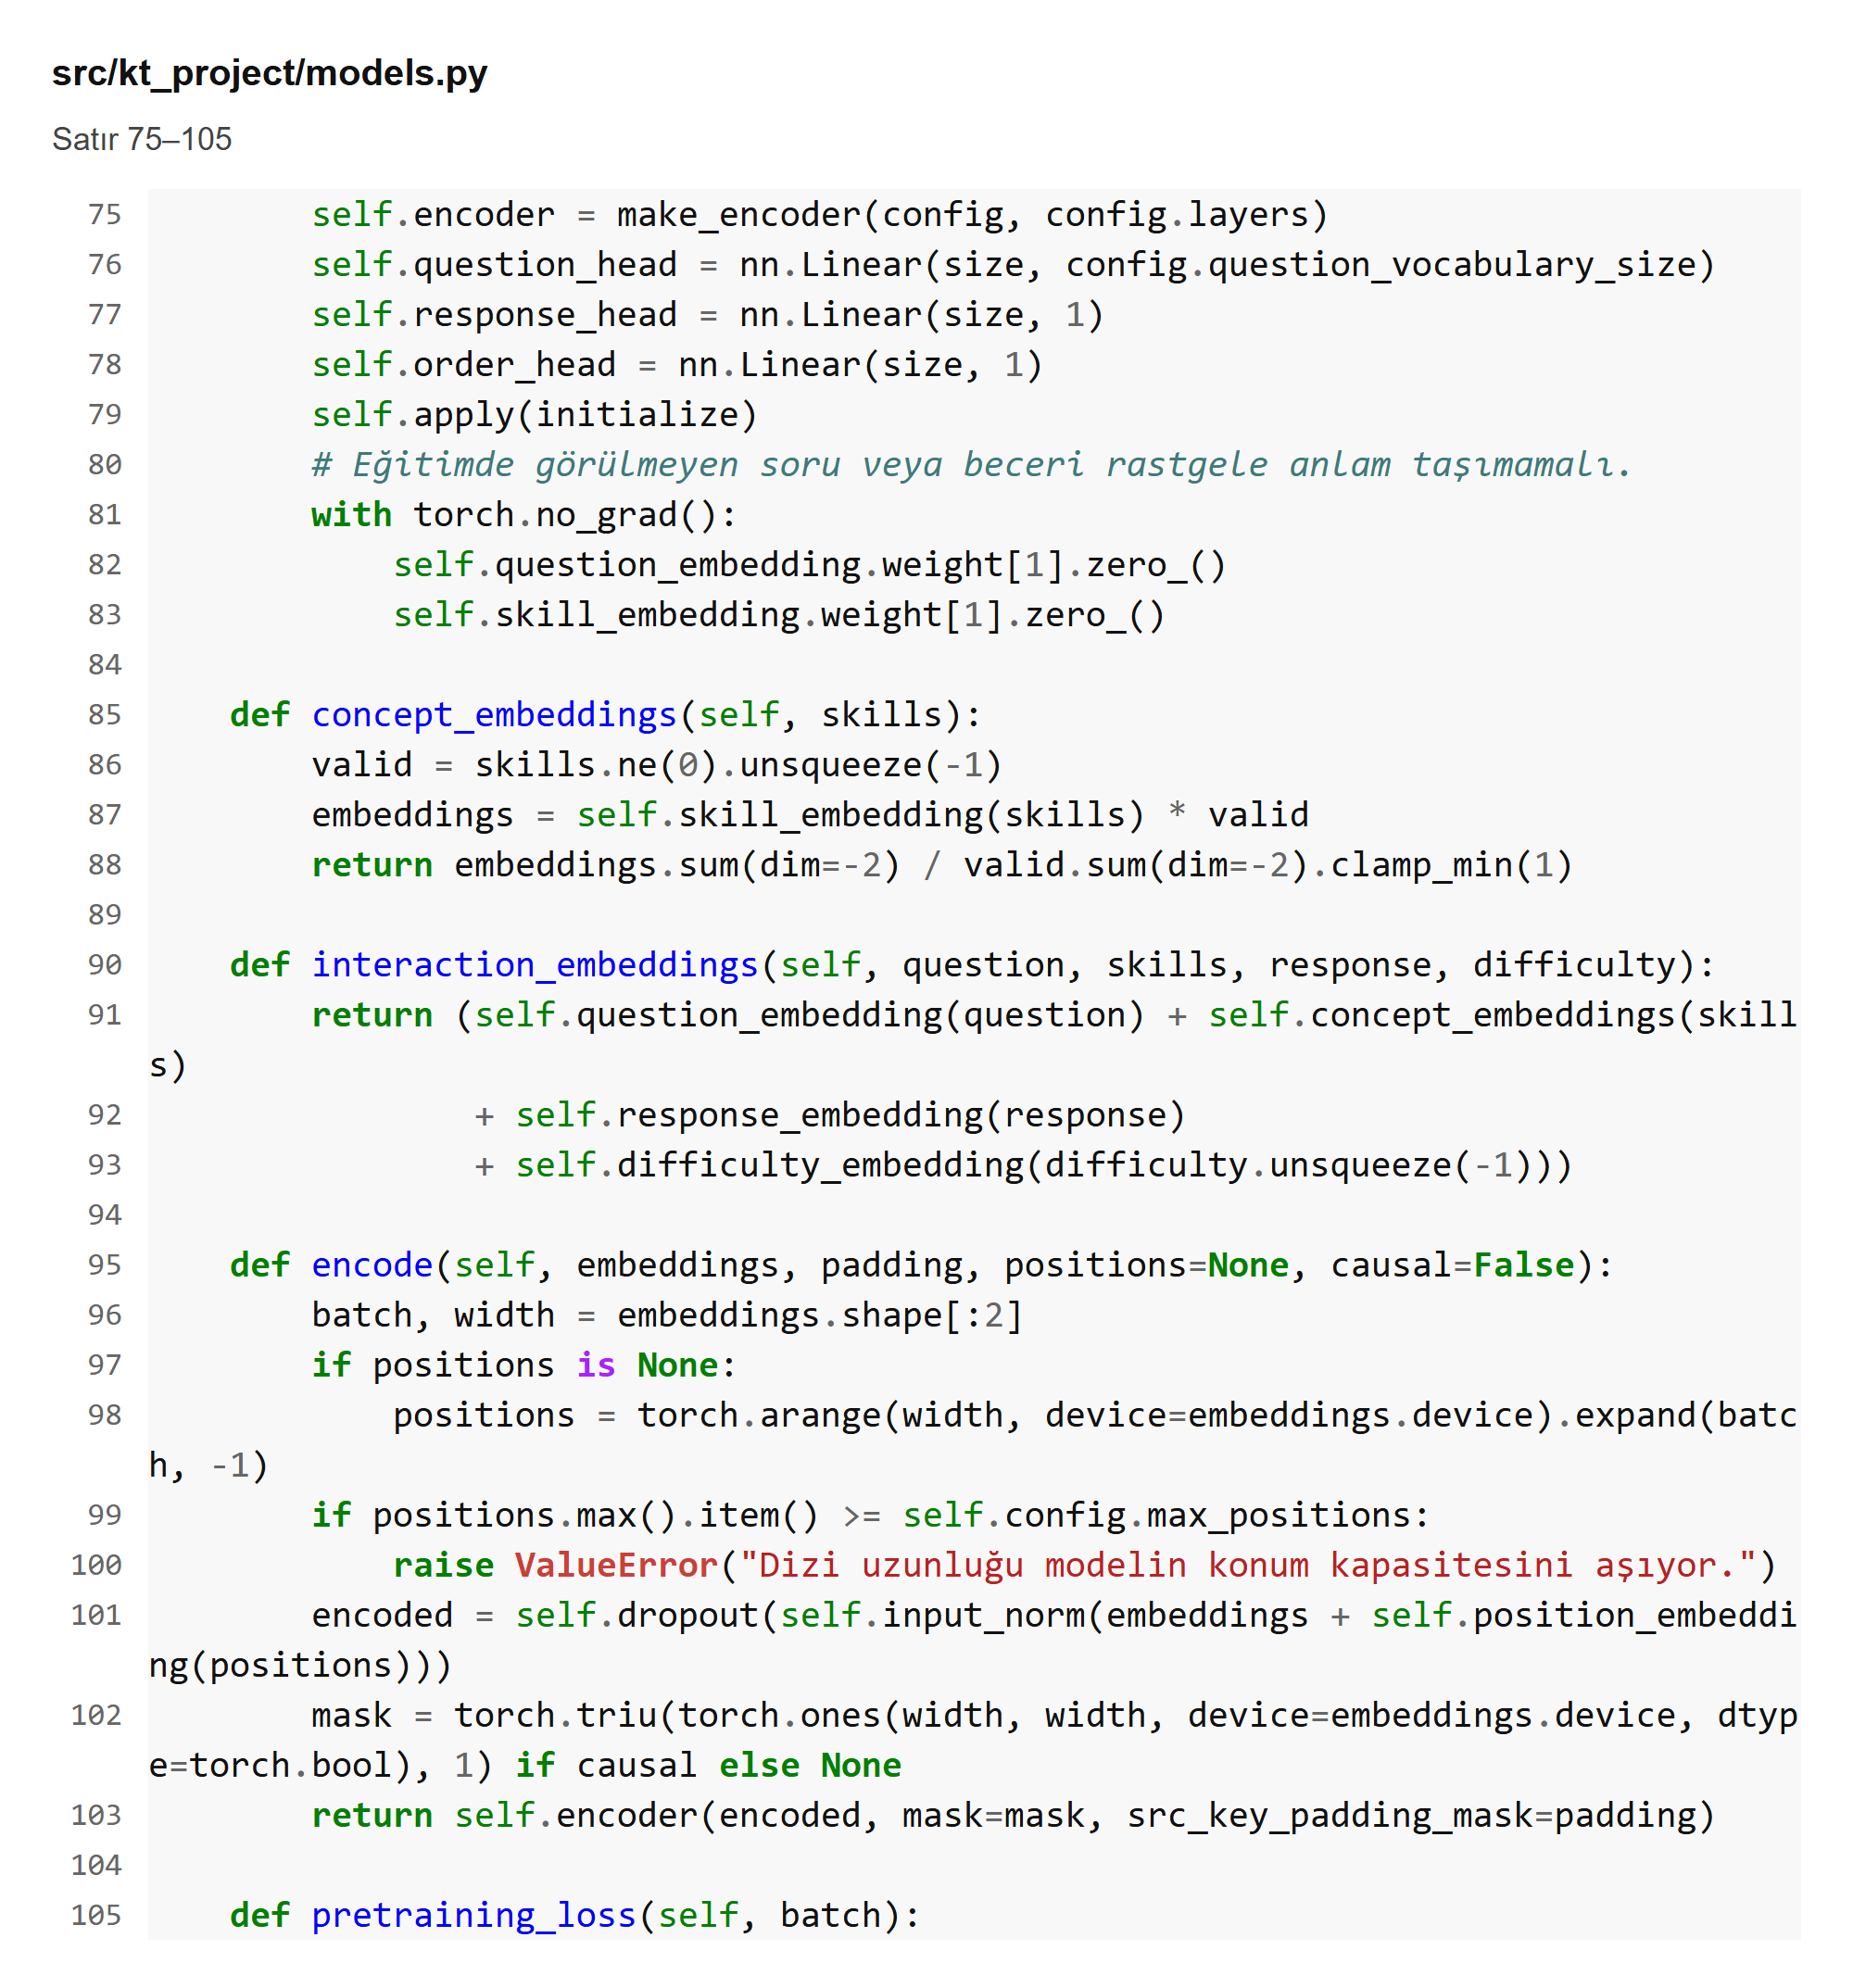 src/kt_project/models.py
Satır 75–105
75         self.encoder = make_encoder(config, config.layers)
76         self.question_head = nn.Linear(size, config.question_vocabulary_size)
77         self.response_head = nn.Linear(size, 1)
78         self.order_head = nn.Linear(size, 1)
79         self.apply(initialize)
80         # Eğitimde görülmeyen soru veya beceri rastgele anlam taşımamalı.
81         with torch.no_grad():
82             self.question_embedding.weight[1].zero_()
83             self.skill_embedding.weight[1].zero_()
84
85     def concept_embeddings(self, skills):
86         valid = skills.ne(0).unsqueeze(-1)
87         embeddings = self.skill_embedding(skills) * valid
88         return embeddings.sum(dim=-2) / valid.sum(dim=-2).clamp_min(1)
89
90     def interaction_embeddings(self, question, skills, response, difficulty):
91         return (self.question_embedding(question) + self.concept_embeddings(skill
s)
92                 + self.response_embedding(response)
93                 + self.difficulty_embedding(difficulty.unsqueeze(-1)))
94
95     def encode(self, embeddings, padding, positions=None, causal=False):
96         batch, width = embeddings.shape[:2]
97         if positions is None:
98             positions = torch.arange(width, device=embeddings.device).expand(batc
h, -1)
99         if positions.max().item() >= self.config.max_positions:
100             raise ValueError("Dizi uzunluğu modelin konum kapasitesini aşıyor.")
101         encoded = self.dropout(self.input_norm(embeddings + self.position_embeddi
ng(positions)))
102         mask = torch.triu(torch.ones(width, width, device=embeddings.device, dtyp
e=torch.bool), 1) if causal else None
103         return self.encoder(encoded, mask=mask, src_key_padding_mask=padding)
104
105     def pretraining_loss(self, batch):